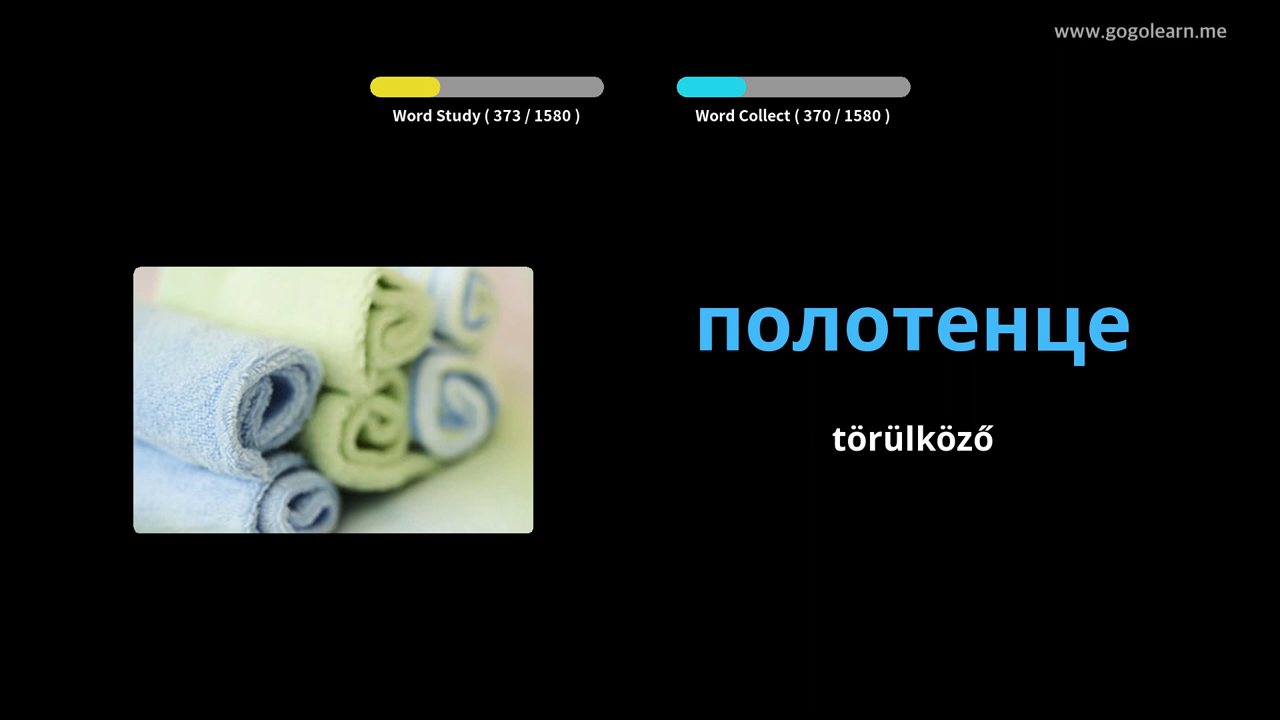 www.gogolearn.me
Word Study ( 373 / 1580 )
Word Collect ( 370 / 1580 )
полотенце
törülköző